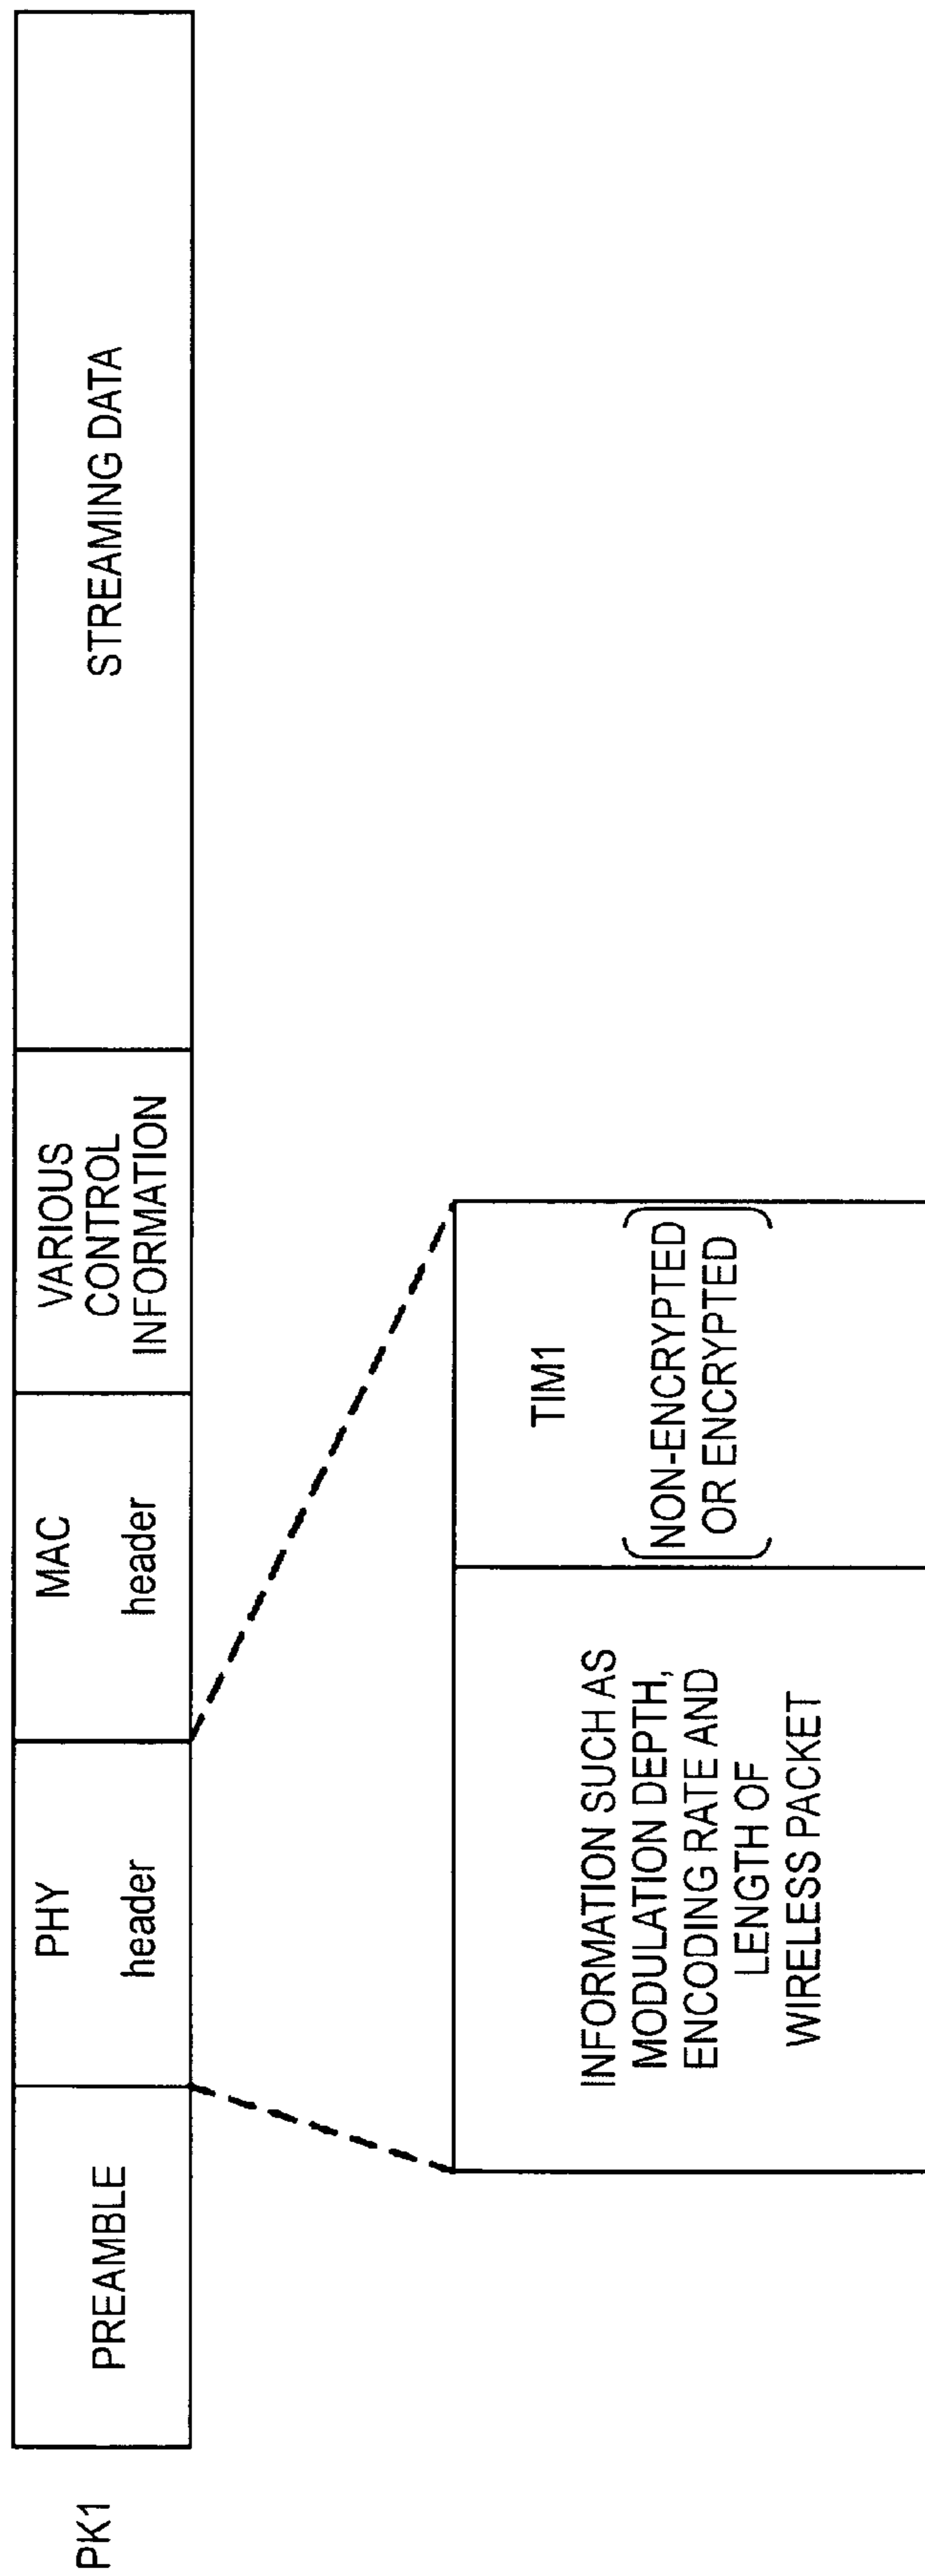 PK1
PREAMBLE
PHY
header
MAC
header
VARIOUS
CONTROL
INFORMATION
STREAMING DATA
INFORMATION SUCH AS
MODULATION DEPTH,
ENCODING RATE AND
LENGTH OF
WIRELESS PACKET
TIM1
(NON-ENCRYPTED
OR ENCRYPTED)